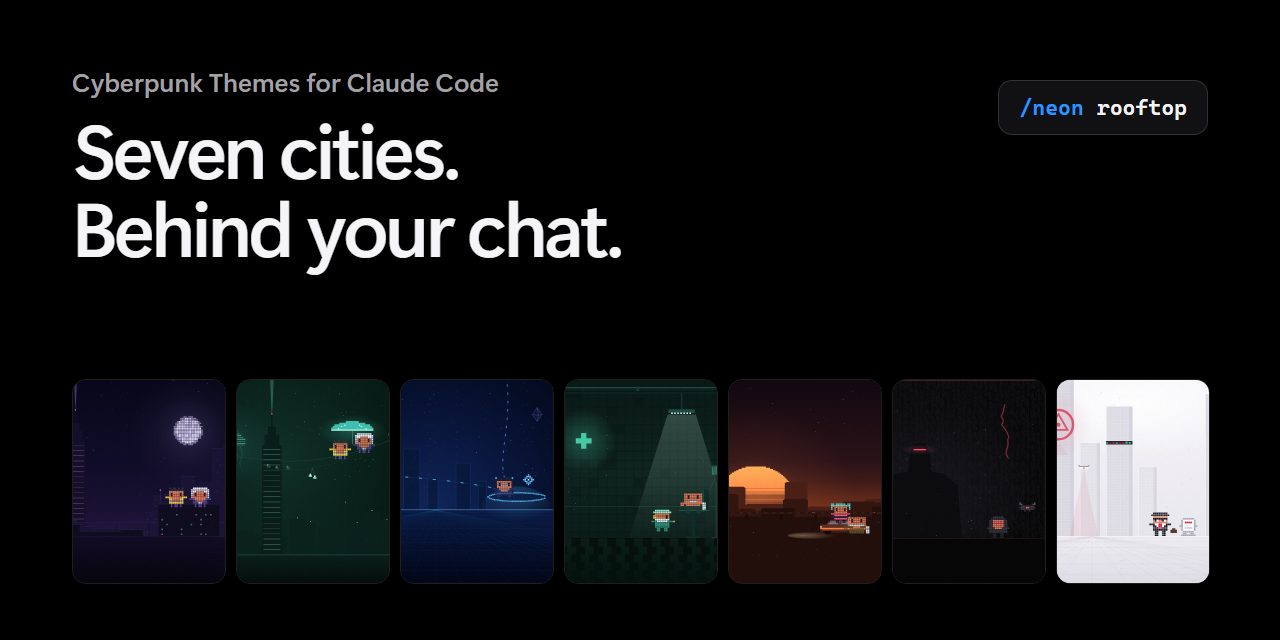 Cyberpunk Themes for Claude Code
/neon rooftop
Seven cities.
Behind your chat.